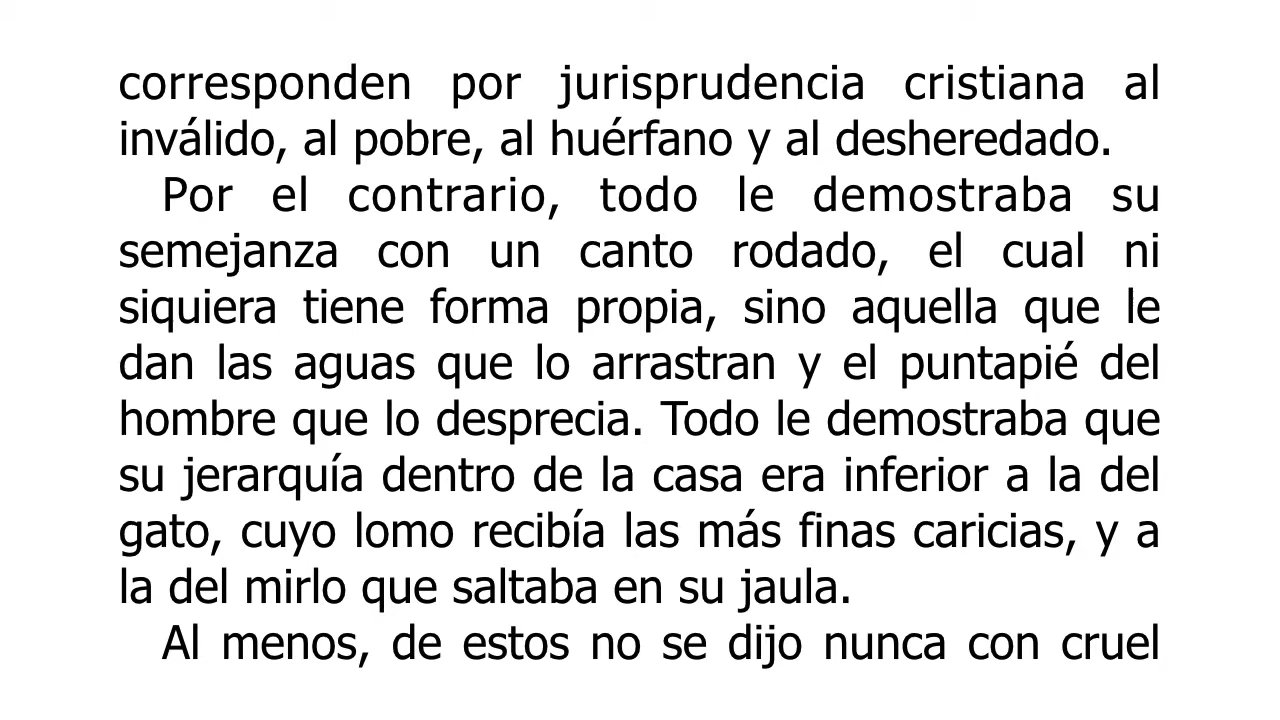 corresponden por jurisprudencia cristiana al
inválido, al pobre, al huérfano y al desheredado.
Por el contrario, todo le demostraba su
semejanza con un canto rodado, el cual ni
siquiera tiene forma propia, sino aquella que le
dan las aguas que lo arrastran y el puntapié del
hombre que lo desprecia. Todo le demostraba que
su jerarquía dentro de la casa era inferior a la del
gato, cuyo lomo recibía las más finas caricias, y a
la del mirlo que saltaba en su jaula.
Al menos, de estos no se dijo nunca con cruel